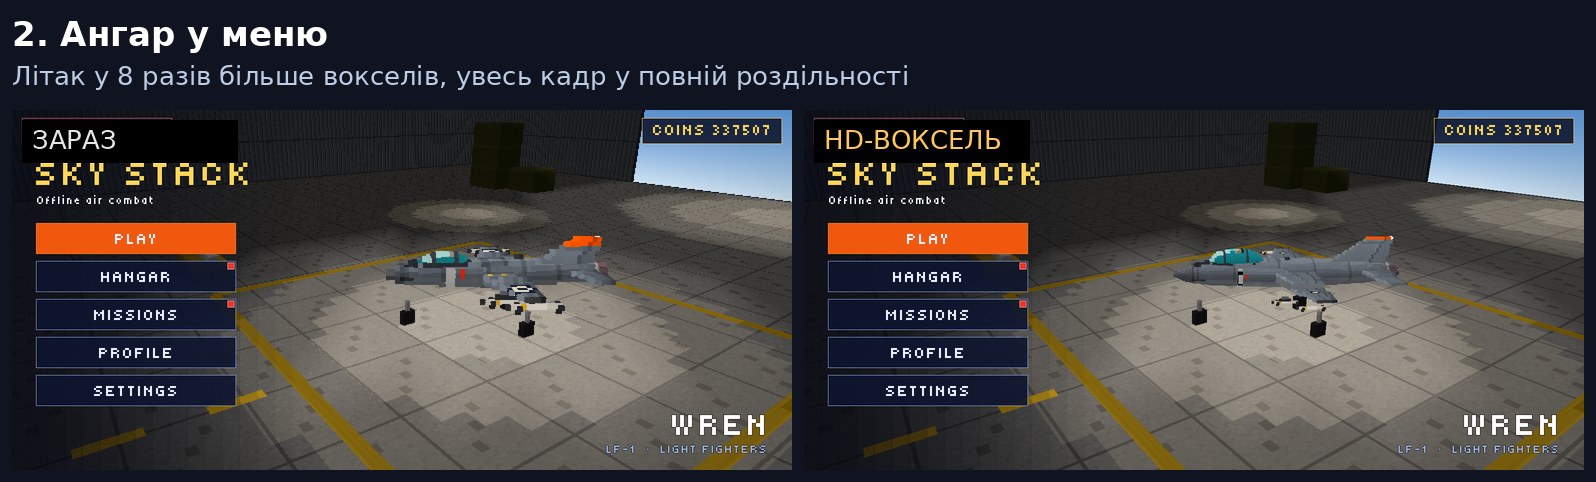 2. Ангар у меню
Літак у 8 разів більше вокселів, увесь кадр у повній роздільності
ЗАРАЗ
COINS 337507
SKY STACK
Offline air combat
PLAY
HANGAR
MISSIONS
PROFILE
SETTINGS
WREN
LF-1 · LIGHT FIGHTERS
HD-ВОКСЕЛЬ
COINS 337507
SKY STACK
Offline air combat
PLAY
HANGAR
MISSIONS
PROFILE
SETTINGS
WREN
LF-1 · LIGHT FIGHTERS